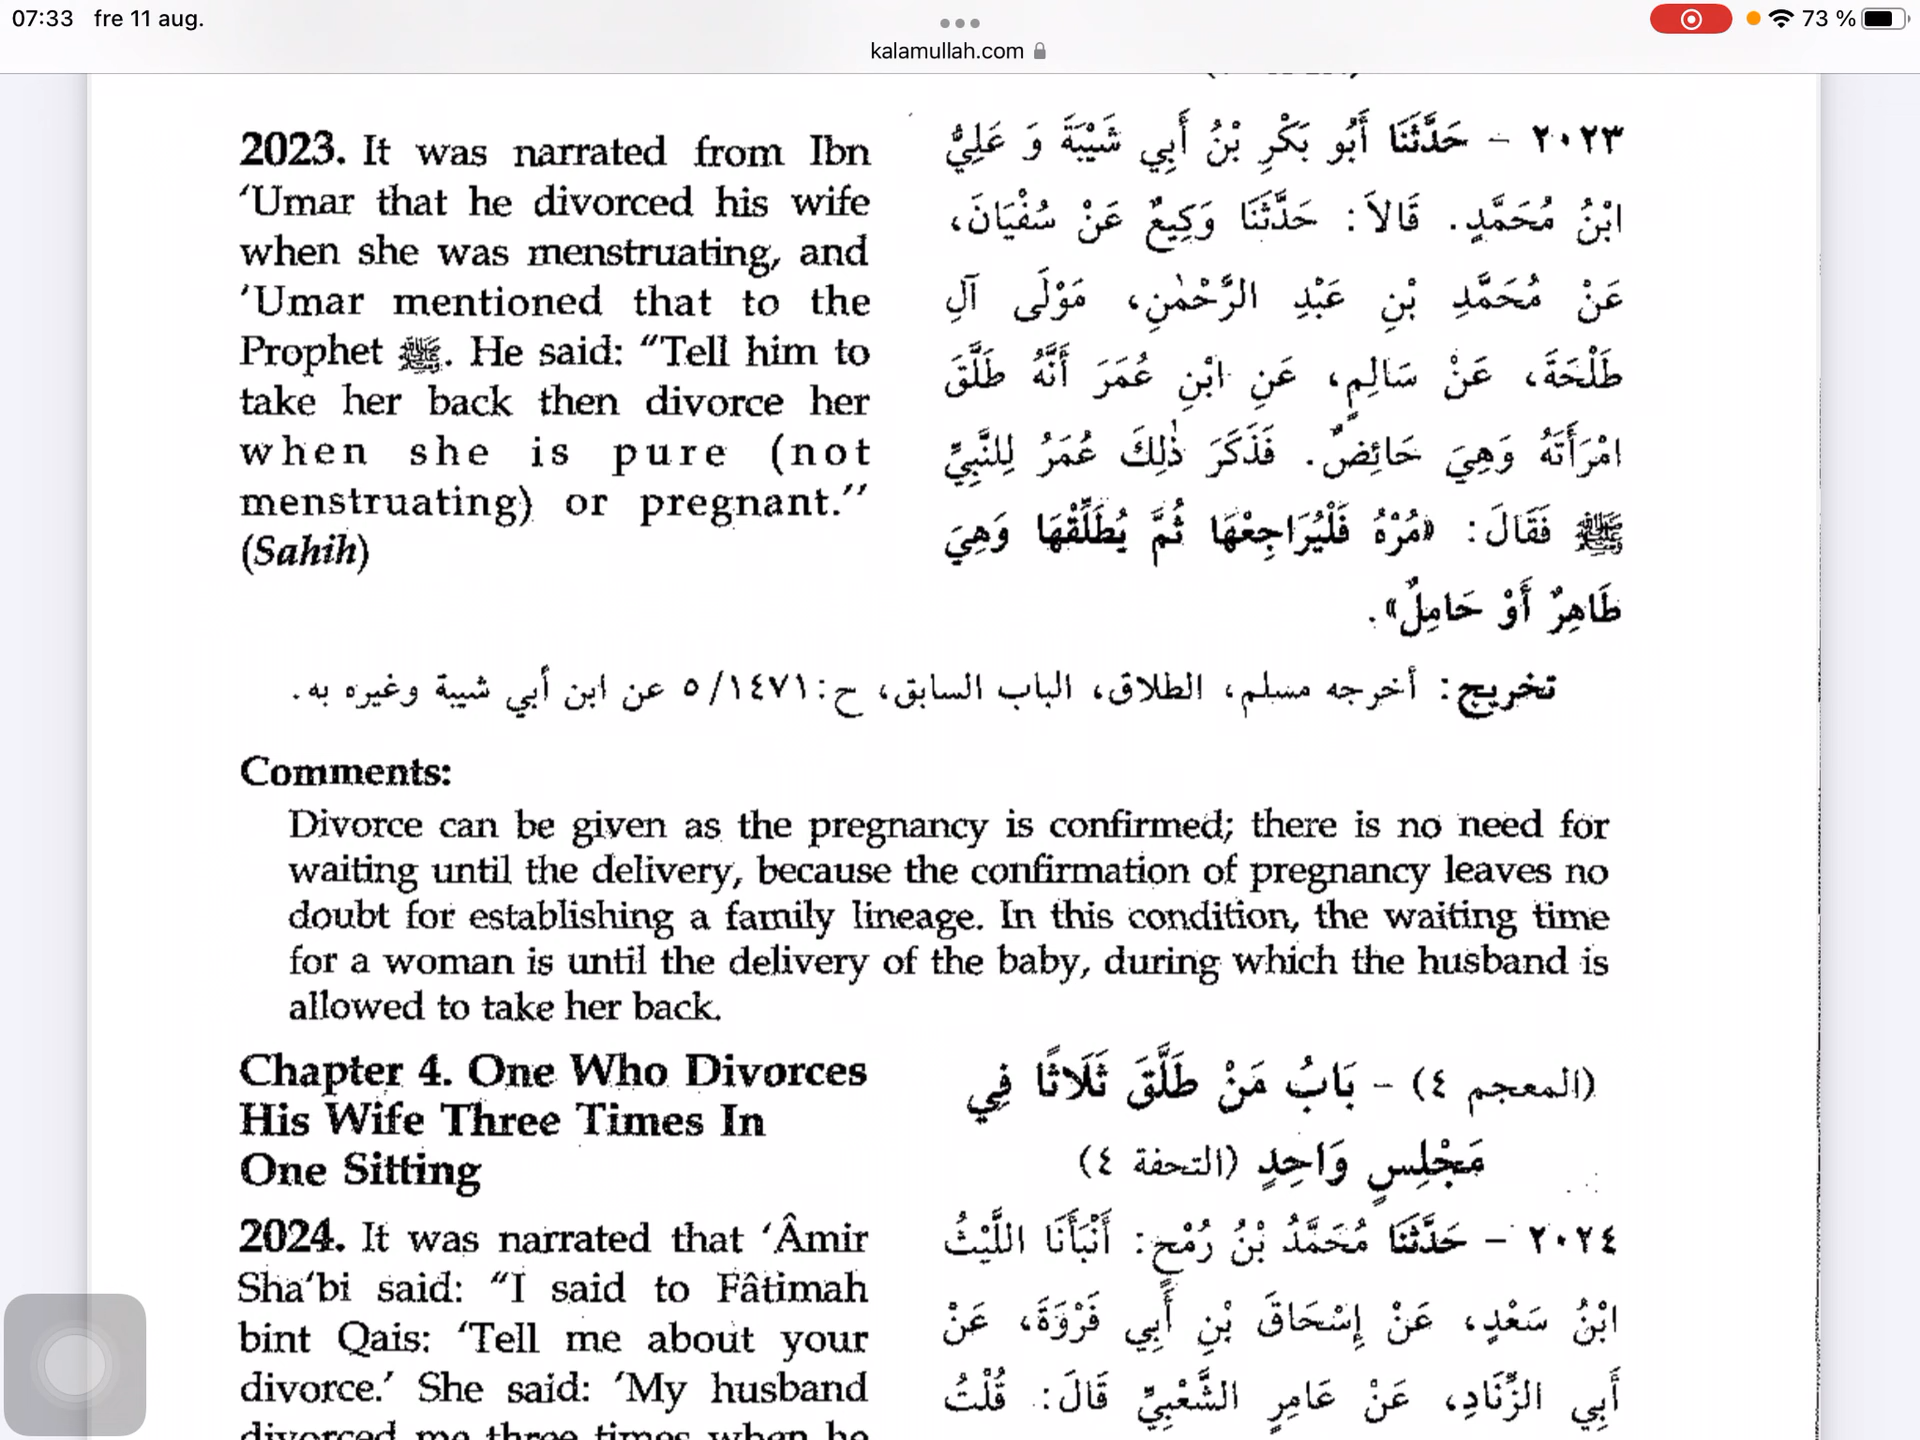 07:33 fre 11 aug.
73 %
kalamullah.com
2023. It was narrated from Ibn
‘Umar that he divorced his wife
when she was menstruating, and
‘Umar mentioned that to the
Prophet ﷺ. He said: “Tell him to
take her back then divorce her
when she is pure (not
menstruating) or pregnant.’’
(Sahih)
٢٠٢٣ - حَدَّثَنَا أَبُو بَكْرِ بْنُ أَبِي شَيْبَةَ وَ عَلِيُّ
ابْنُ مُحَمَّدٍ. قَالاَ: حَدَّثَنَا وَكِيعٌ عَنْ سُفْيَانَ،
عَنْ مُحَمَّدِ بْنِ عَبْدِ الرَّحْمٰنِ، مَوْلَى آلِ
طَلْحَةَ، عَنْ سَالِمٍ، عَنِ ابْنِ عُمَرَ أَنَّهُ طَلَّقَ
امْرَأَتَهُ وَهِيَ حَائِضٌ. فَذَكَرَ ذٰلِكَ عُمَرُ لِلنَّبِيِّ
ﷺ فَقَالَ: «مُرْهُ فَلْيُرَاجِعْهَا ثُمَّ يُطَلِّقْهَا وَهِيَ
طَاهِرٌ أَوْ حَامِلٌ».
تخريج: أخرجه مسلم، الطلاق، الباب السابق، ح:١٤٧١/ ٥ عن ابن أبي شيبة وغيره به.
Comments:
Divorce can be given as the pregnancy is confirmed; there is no need for
waiting until the delivery, because the confirmation of pregnancy leaves no
doubt for establishing a family lineage. In this condition, the waiting time
for a woman is until the delivery of the baby, during which the husband is
allowed to take her back.
Chapter 4. One Who Divorces
His Wife Three Times In
One Sitting
(المعجم ٤) - بَابُ مَنْ طَلَّقَ ثَلَاثًا فِي
مَجْلِسٍ وَاحِدٍ (التحفة ٤)
2024. It was narrated that ‘Âmir
Sha‘bi said: “I said to Fâtimah
bint Qais: ‘Tell me about your
divorce.’ She said: ‘My husband
divorced me three times when he
٢٠٢٤ - حَدَّثَنَا مُحَمَّدُ بْنُ رُمْحٍ: أَنْبَأَنَا اللَّيْثُ
ابْنُ سَعْدٍ، عَنْ إِسْحَاقَ بْنِ أَبِي فَرْوَةَ، عَنْ
أَبِي الزِّنَادِ، عَنْ عَامِرٍ الشَّعْبِيِّ قَالَ: قُلْتُ